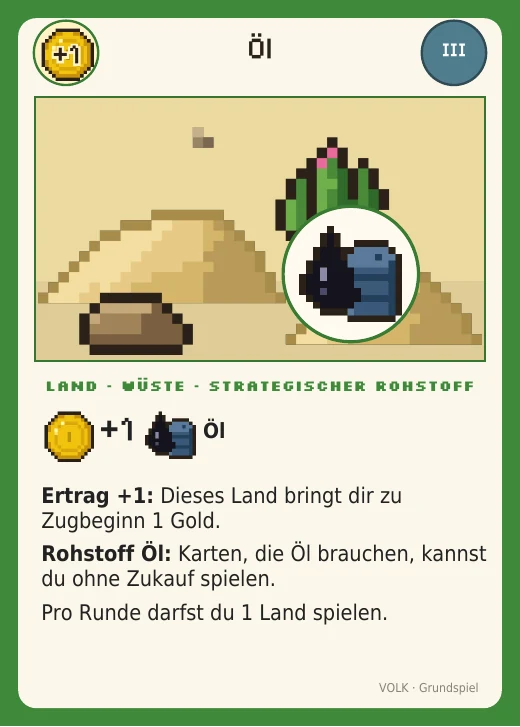 +1
Öl
III
LAND · WÜSTE · STRATEGISCHER ROHSTOFF
+1 Öl
Ertrag +1: Dieses Land bringt dir zu
Zugbeginn 1 Gold.
Rohstoff Öl: Karten, die Öl brauchen, kannst
du ohne Zukauf spielen.
Pro Runde darfst du 1 Land spielen.
VOLK · Grundspiel